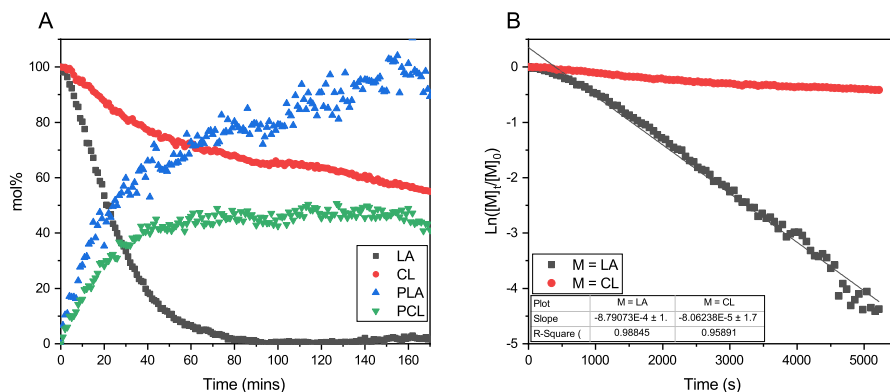 A
mol%
100
80
60
40
20
0
LA
CL
PLA
PCL
0 20 40 60 80 100 120 140 160
Time (mins)
B
Ln([M]t/[M]0)
0
-1
-2
-3
-4
-5
M = LA
M = CL
Plot M = LA M = CL
Slope -8.79073E-4 ± 1. -8.06238E-5 ± 1.7
R-Square ( 0.98845 0.95891
0 1000 2000 3000 4000 5000
Time (s)